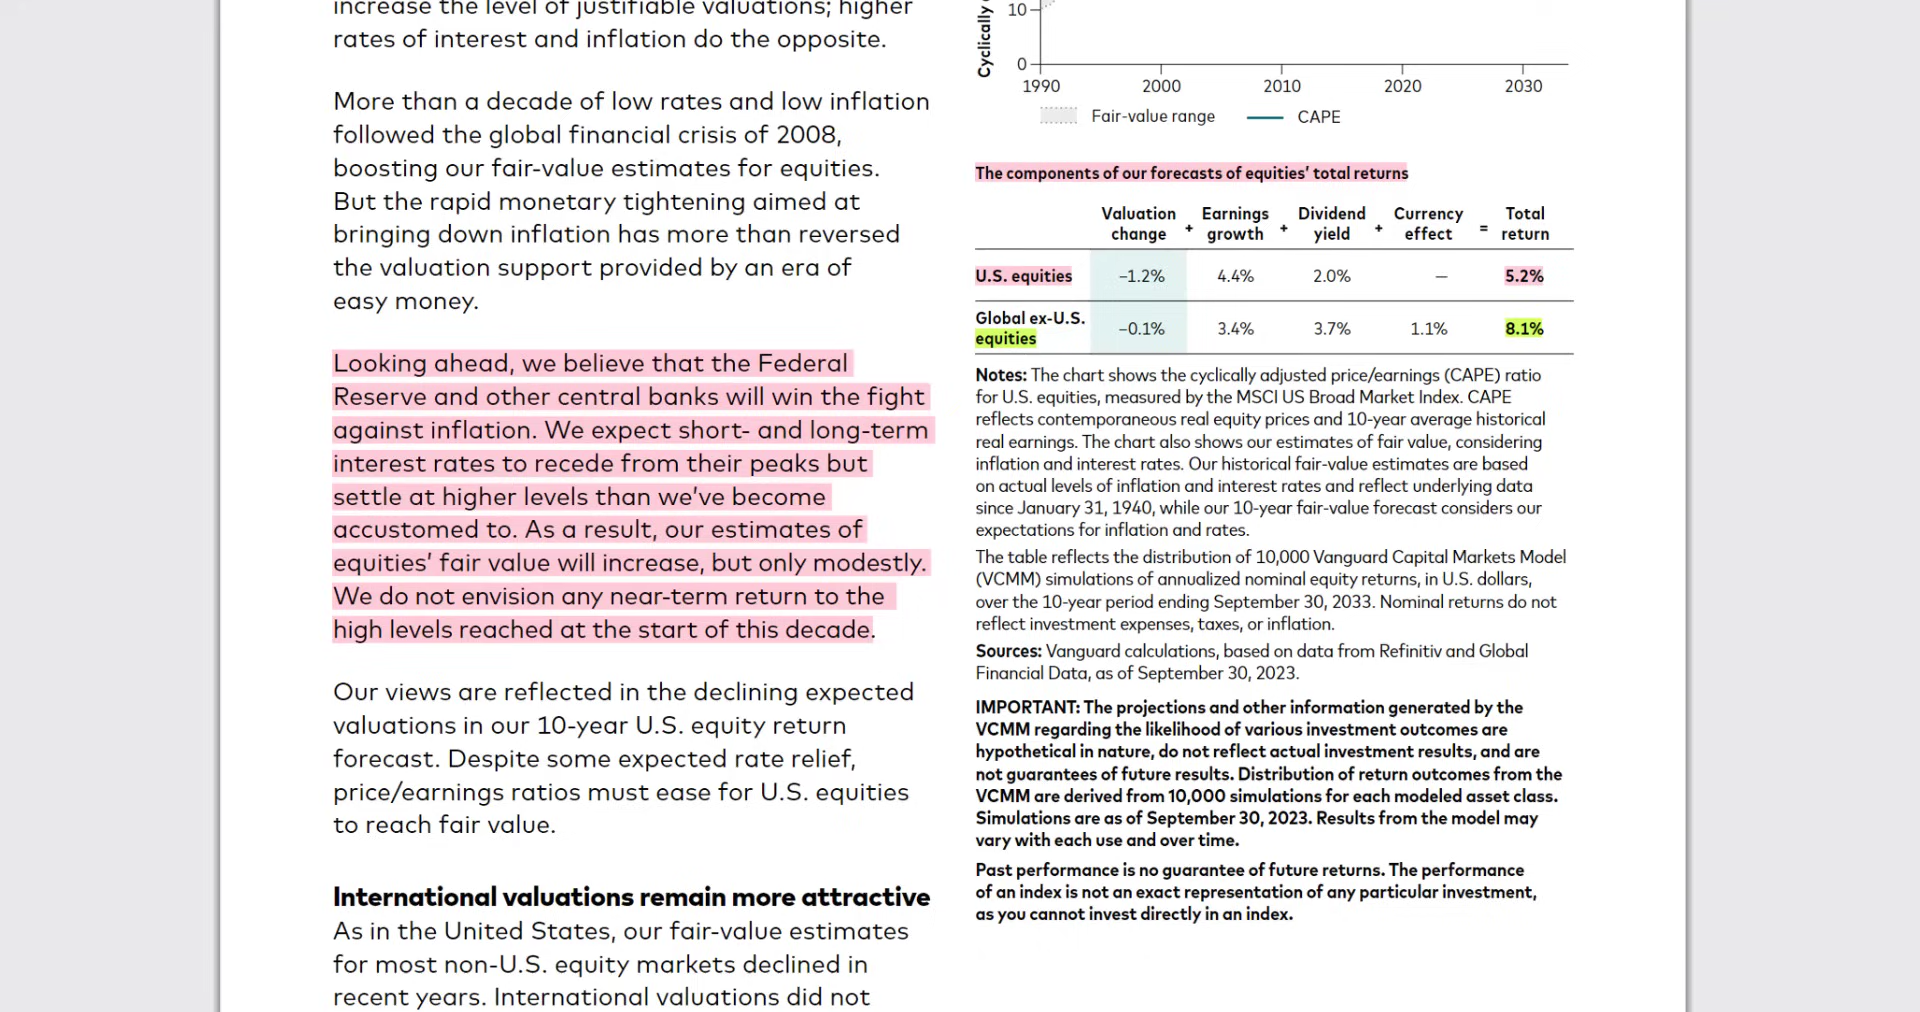 increase the level of justifiable valuations; higher
rates of interest and inflation do the opposite.
More than a decade of low rates and low inflation
followed the global financial crisis of 2008,
boosting our fair-value estimates for equities.
But the rapid monetary tightening aimed at
bringing down inflation has more than reversed
the valuation support provided by an era of
easy money.
Looking ahead, we believe that the Federal
Reserve and other central banks will win the fight
against inflation. We expect short- and long-term
interest rates to recede from their peaks but
settle at higher levels than we’ve become
accustomed to. As a result, our estimates of
equities’ fair value will increase, but only modestly.
We do not envision any near-term return to the
high levels reached at the start of this decade.
Our views are reflected in the declining expected
valuations in our 10-year U.S. equity return
forecast. Despite some expected rate relief,
price/earnings ratios must ease for U.S. equities
to reach fair value.
International valuations remain more attractive
As in the United States, our fair-value estimates
for most non-U.S. equity markets declined in
recent years. International valuations did not
Cyclically
10
0
1990 2000 2010 2020 2030
Fair-value range CAPE
The components of our forecasts of equities’ total returns
Valuation Earnings Dividend Currency Total
change + growth + yield + effect = return
U.S. equities −1.2% 4.4% 2.0% — 5.2%
Global ex-U.S.
equities −0.1% 3.4% 3.7% 1.1% 8.1%
Notes: The chart shows the cyclically adjusted price/earnings (CAPE) ratio
for U.S. equities, measured by the MSCI US Broad Market Index. CAPE
reflects contemporaneous real equity prices and 10-year average historical
real earnings. The chart also shows our estimates of fair value, considering
inflation and interest rates. Our historical fair-value estimates are based
on actual levels of inflation and interest rates and reflect underlying data
since January 31, 1940, while our 10-year fair-value forecast considers our
expectations for inflation and rates.
The table reflects the distribution of 10,000 Vanguard Capital Markets Model
(VCMM) simulations of annualized nominal equity returns, in U.S. dollars,
over the 10-year period ending September 30, 2033. Nominal returns do not
reflect investment expenses, taxes, or inflation.
Sources: Vanguard calculations, based on data from Refinitiv and Global
Financial Data, as of September 30, 2023.
IMPORTANT: The projections and other information generated by the
VCMM regarding the likelihood of various investment outcomes are
hypothetical in nature, do not reflect actual investment results, and are
not guarantees of future results. Distribution of return outcomes from the
VCMM are derived from 10,000 simulations for each modeled asset class.
Simulations are as of September 30, 2023. Results from the model may
vary with each use and over time.
Past performance is no guarantee of future returns. The performance
of an index is not an exact representation of any particular investment,
as you cannot invest directly in an index.